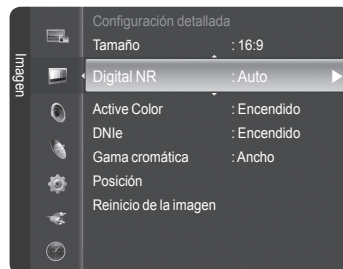 Imagen
Configuración detallada
Tamaño : 16:9
Digital NR : Auto
Active Color : Encendido
DNIe : Encendido
Gama cromática : Ancho
Posición
Reinicio de la imagen